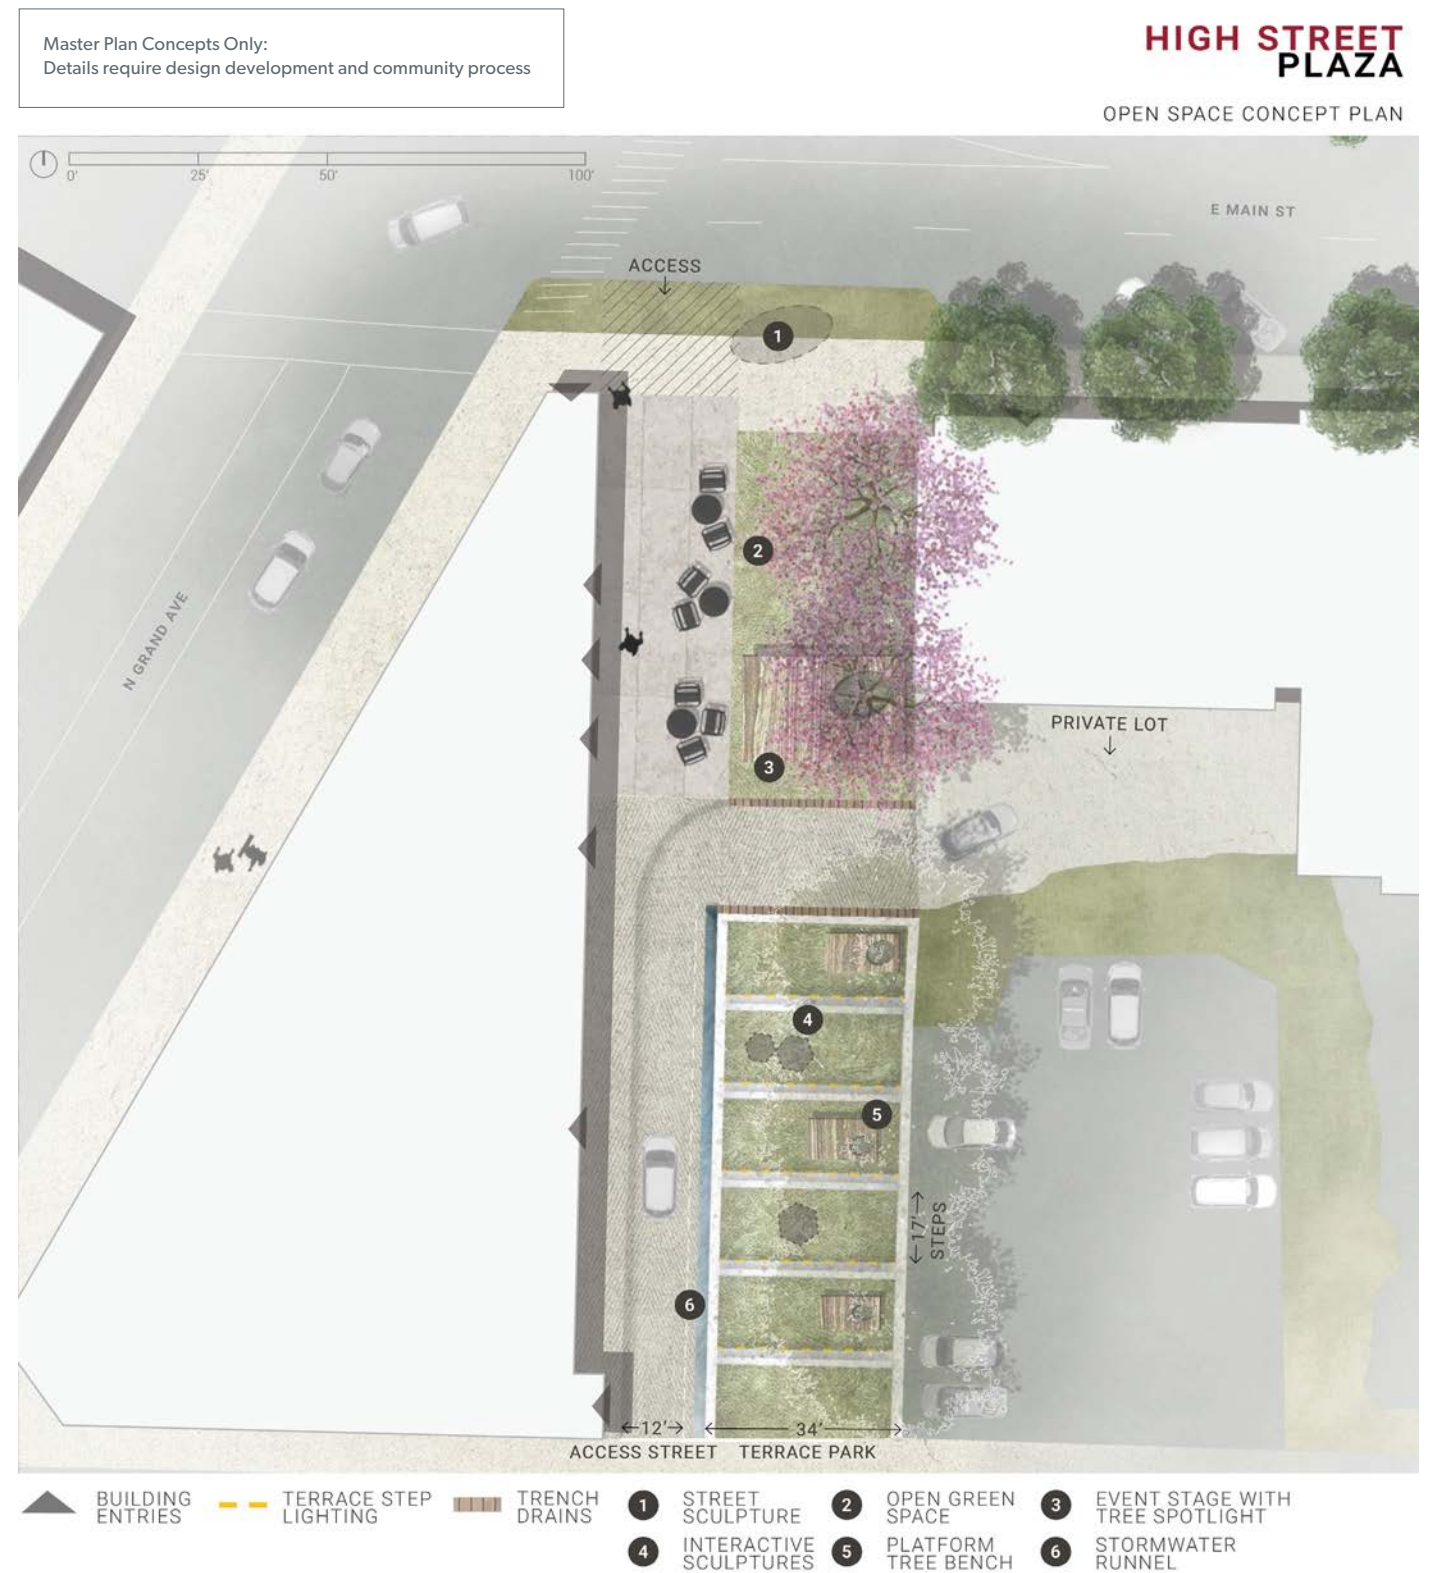 Master Plan Concepts Only:
Details require design development and community process
HIGH STREET
PLAZA
OPEN SPACE CONCEPT PLAN
0'
25'
50'
100'
E MAIN ST
ACCESS
1
2
N GRAND AVE
PRIVATE LOT
3
4
5
17'
STEPS
6
12'
34'
ACCESS STREET
TERRACE PARK
BUILDING
ENTRIES
TERRACE STEP
LIGHTING
TRENCH
DRAINS
1
STREET
SCULPTURE
2
OPEN GREEN
SPACE
3
EVENT STAGE WITH
TREE SPOTLIGHT
4
INTERACTIVE
SCULPTURES
5
PLATFORM
TREE BENCH
6
STORMWATER
RUNNEL